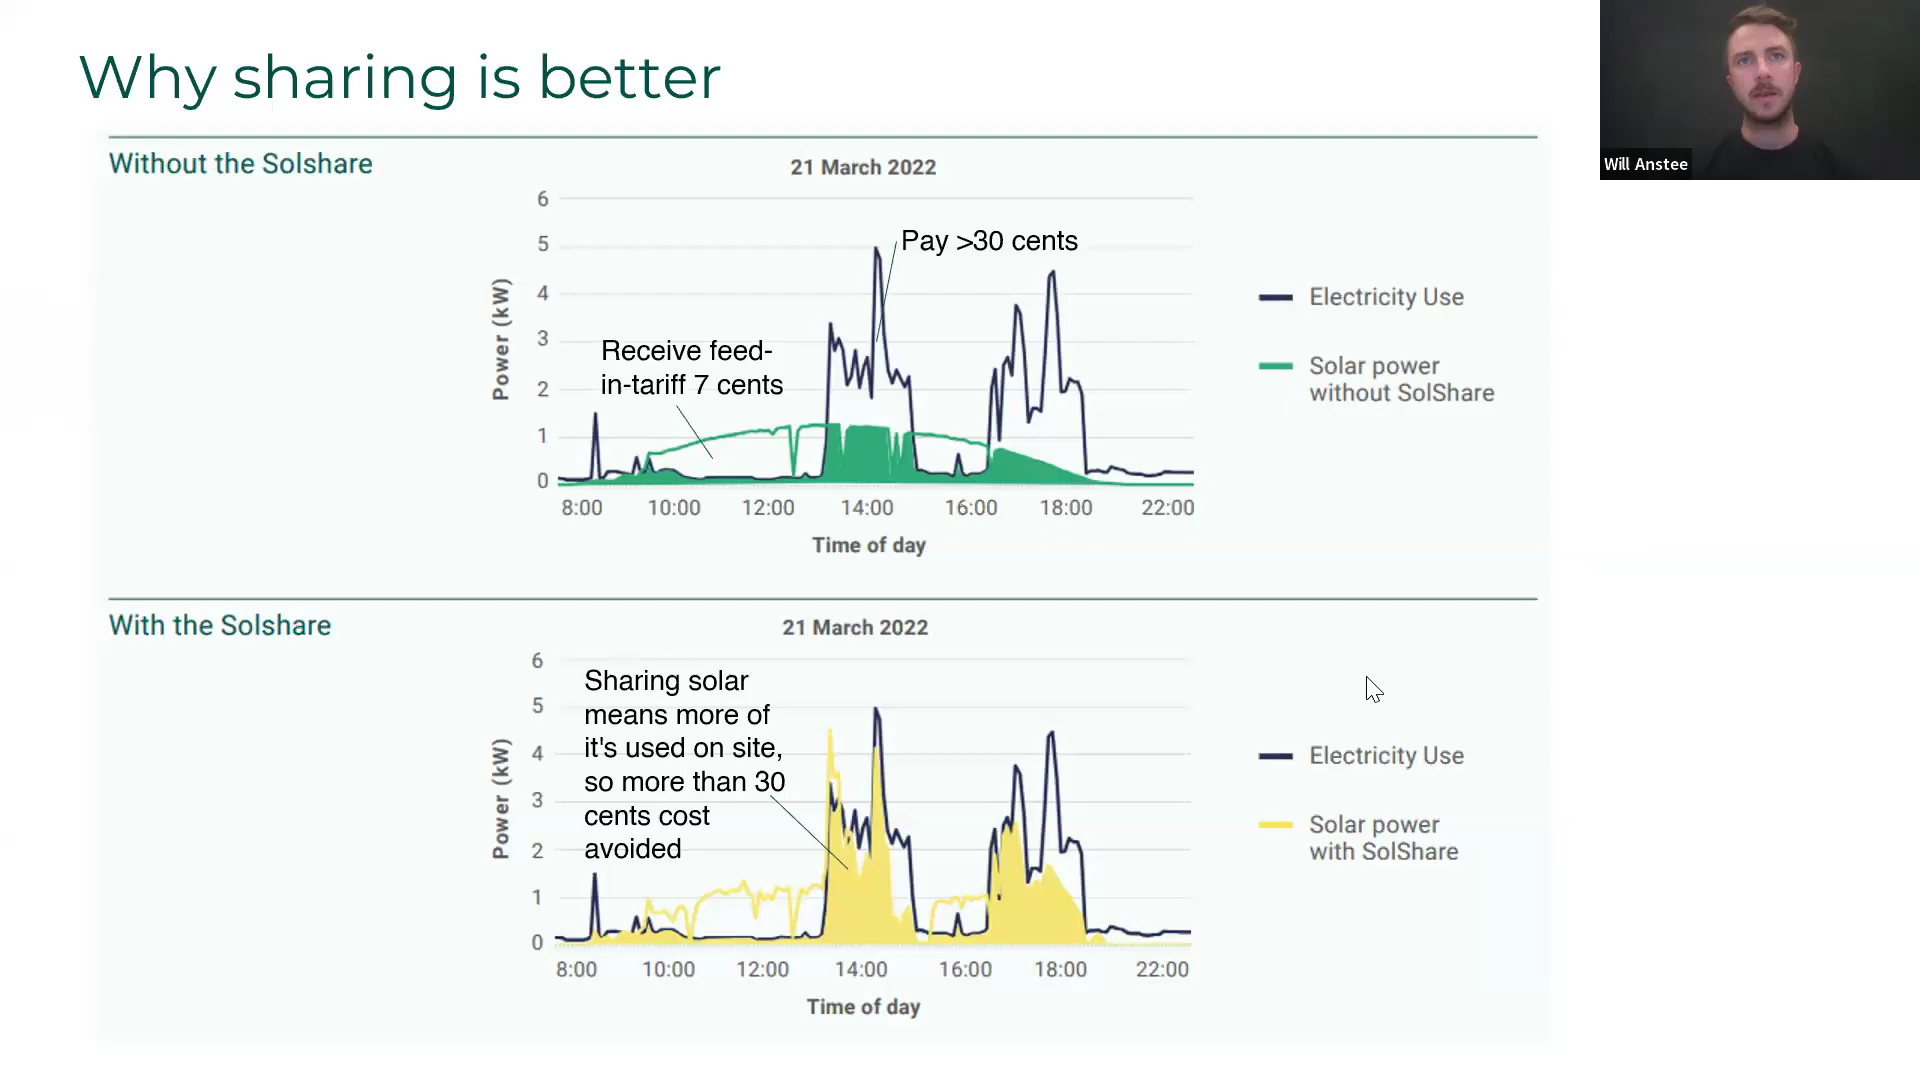 Why sharing is better
Will Anstee
Without the Solshare
21 March 2022
6
5
4
3
2
1
0
Power (kW)
Pay >30 cents
Receive feed-
in-tariff 7 cents
Electricity Use
Solar power
without SolShare
8:00 10:00 12:00 14:00 16:00 18:00 22:00
Time of day
With the Solshare
21 March 2022
6
5
4
3
2
1
0
Power (kW)
Sharing solar
means more of
it's used on site,
so more than 30
cents cost
avoided
Electricity Use
Solar power
with SolShare
8:00 10:00 12:00 14:00 16:00 18:00 22:00
Time of day